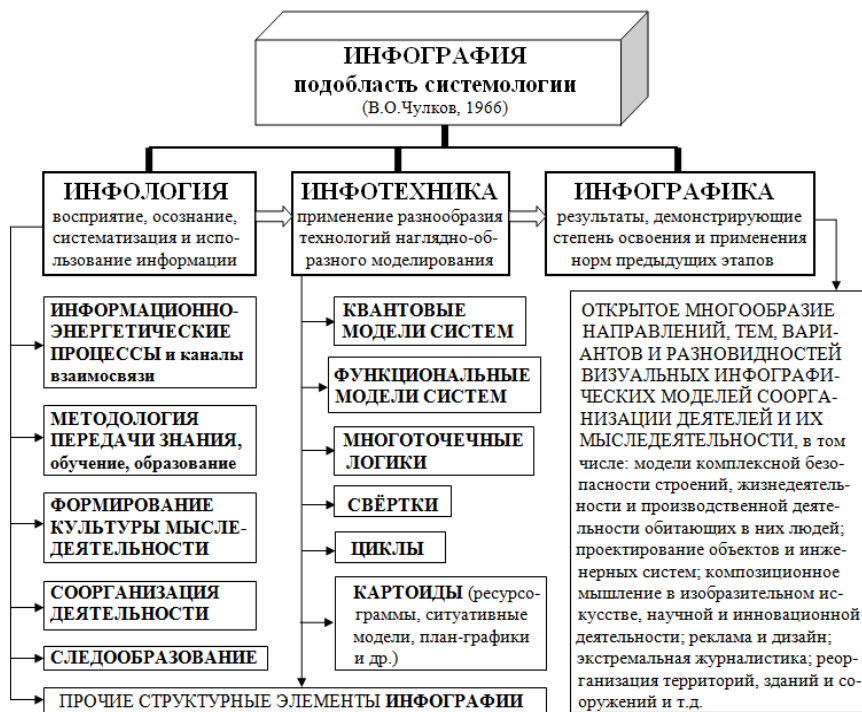 ИНФОГРАФИЯ
подобласть системологии
(В.О.Чулков, 1966)
ИНФОЛОГИЯ
восприятие, осознание,
систематизация и испо-
льзование информации
ИНФОТЕХНИКА
применение разнообразия
технологий наглядно-об-
разного моделирования
ИНФОГРАФИКА
результаты, демонстрирующие
степень освоения и применения
норм предыдущих этапов
ИНФОРМАЦИОННО-
ЭНЕРГЕТИЧЕСКИЕ
ПРОЦЕССЫ и каналы
взаимосвязи
МЕТОДОЛОГИЯ
ПЕРЕДАЧИ ЗНАНИЯ,
обучение, образование
ФОРМИРОВАНИЕ
КУЛЬТУРЫ МЫСЛЕ-
ДЕЯТЕЛЬНОСТИ
СООРГАНИЗАЦИЯ
ДЕЯТЕЛЬНОСТИ
СЛЕДООБРАЗОВАНИЕ
КВАНТОВЫЕ
МОДЕЛИ СИСТЕМ
ФУНКЦИОНАЛЬНЫЕ
МОДЕЛИ СИСТЕМ
МНОГОТОЧЕЧНЫЕ
ЛОГИКИ
СВЁРТКИ
ЦИКЛЫ
КАРТОИДЫ (ресурсо-
граммы, ситуативные
модели, план-графики
и др.)
ПРОЧИЕ СТРУКТУРНЫЕ ЭЛЕМЕНТЫ ИНФОГРАФИИ
ОТКРЫТОЕ МНОГООБРАЗИЕ
НАПРАВЛЕНИЙ, ТЕМ, ВАРИ-
АНТОВ И РАЗНОВИДНОСТЕЙ
ВИЗУАЛЬНЫХ ИНФОГРАФИ-
ЧЕСКИХ МОДЕЛЕЙ СООРГА-
НИЗАЦИИ ДЕЯТЕЛЕЙ И ИХ
МЫСЛЕДЕЯТЕЛЬНОСТИ, в том
числе: модели комплексной безо-
пасности строений, жизнедеятель-
ности и производственной деяте-
льности обитающих в них людей;
проектирование объектов и инже-
нерных систем; композиционное
мышление в изобразительном ис-
кусстве, научной и инновационной
деятельности; реклама и дизайн;
экстремальная журналистика; реор-
ганизация территорий, зданий и со-
оружений и т.д.